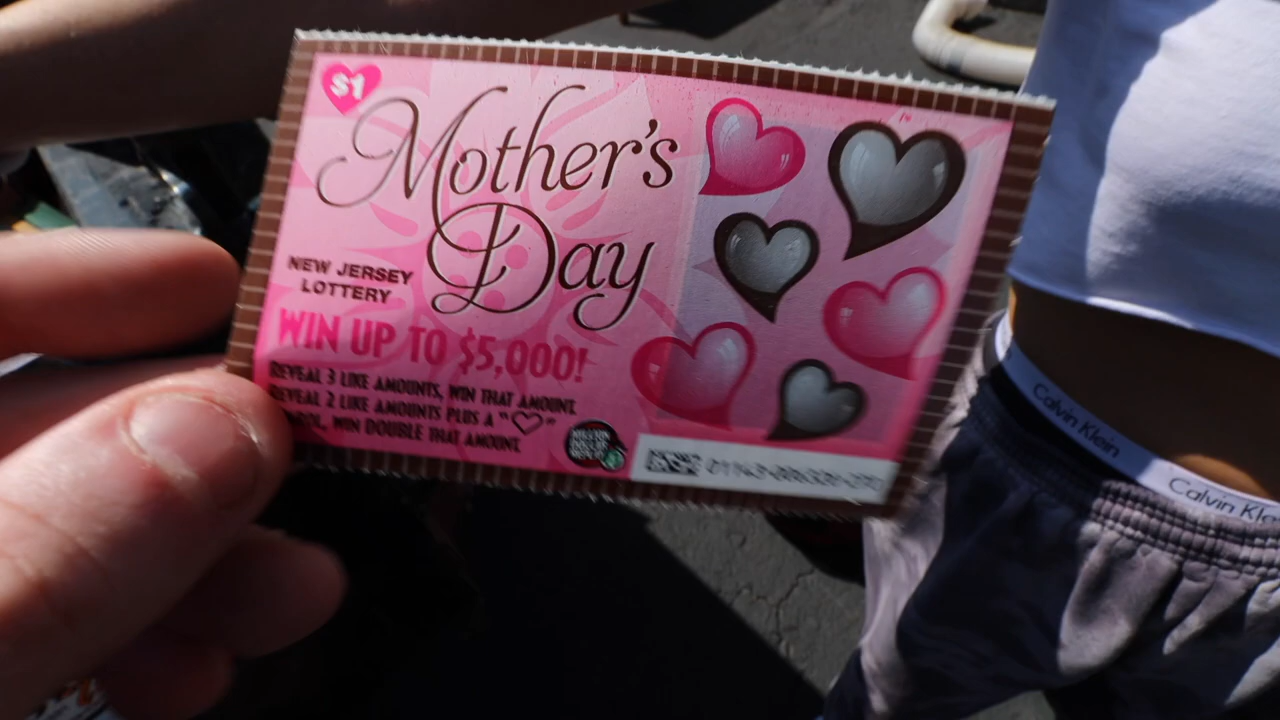 $1
Mother's
Day
NEW JERSEY
LOTTERY
WIN UP TO $5,000!
REVEAL 3 LIKE AMOUNTS, WIN THAT AMOUNT.
REVEAL 2 LIKE AMOUNTS PLUS A "♡"
WIN DOUBLE THAT AMOUNT.
Calvin Klein
Calvin Kle